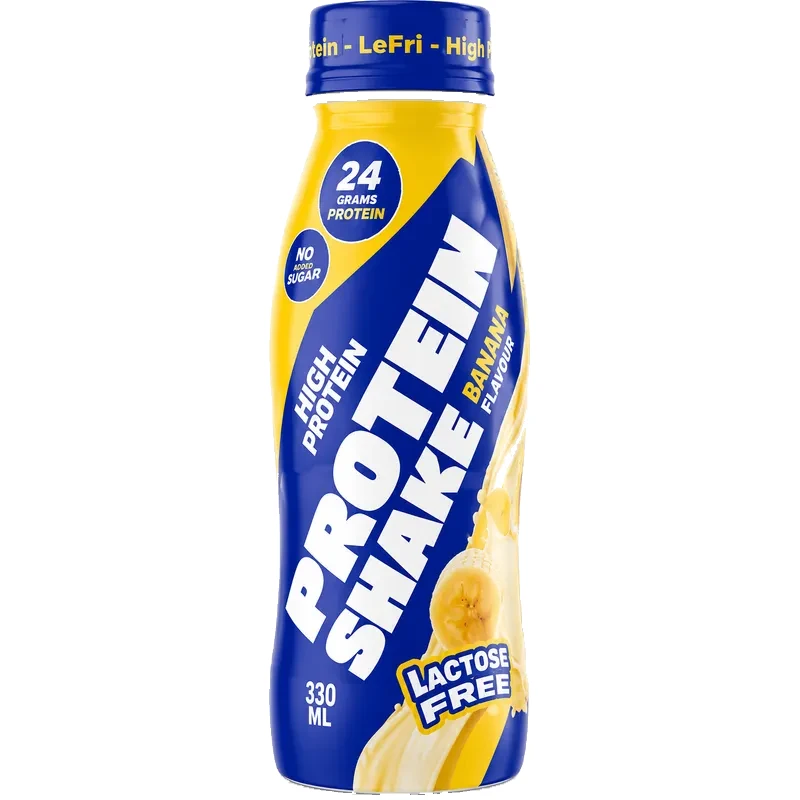 tein - LeFri - High P
24
GRAMS
PROTEIN
NO
ADDED
SUGAR
HIGH
PROTEIN
PROTEIN
SHAKE
BANANA
FLAVOUR
LACTOSE
FREE
330
ML